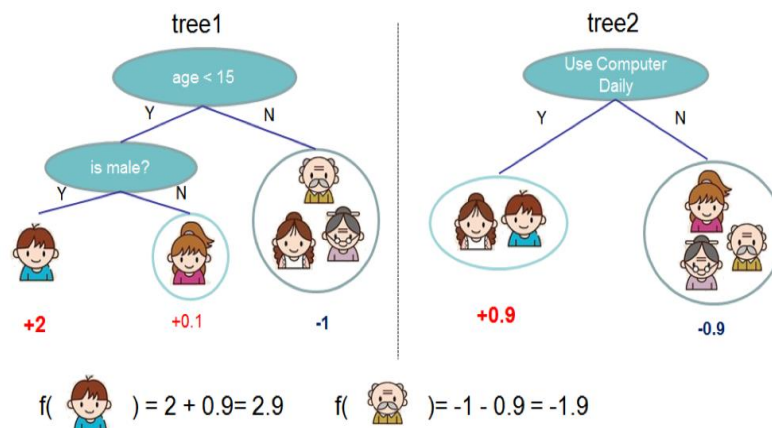 tree1
age < 15
Y
N
is male?
Y
N
+2
+0.1
-1
tree2
Use Computer
Daily
Y
N
+0.9
-0.9
f( ) = 2 + 0.9= 2.9
f( )= -1 - 0.9 = -1.9